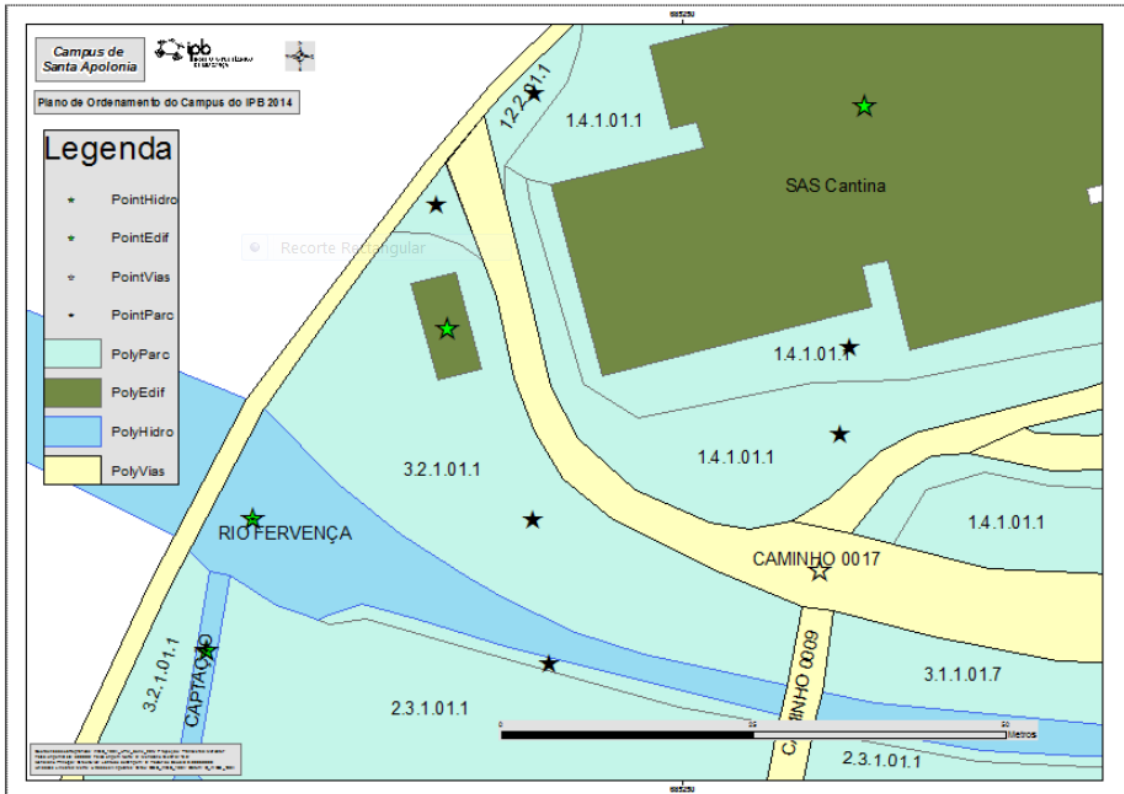 685250
Campus de
Santa Apolonia
ipb
Plano de Ordenamento do Campus do IPB 2014
Legenda
PointHidro
PointEdif
PointVias
PointParc
PolyParc
PolyEdif
PolyHidro
PolyVias
Recorte Rectangular
1.2.2.01.1
1.4.1.01.1
SAS Cantina
1.4.1.01.1
3.2.1.01.1
1.4.1.01.1
1.4.1.01.1
RIO FERVENÇA
CAMINHO 0017
3.2.1.01.1
CAPTAÇÃO
CAMINHO 0009
3.1.1.01.7
2.3.1.01.1
0 25 50
Metros
2.3.1.01.1
685250